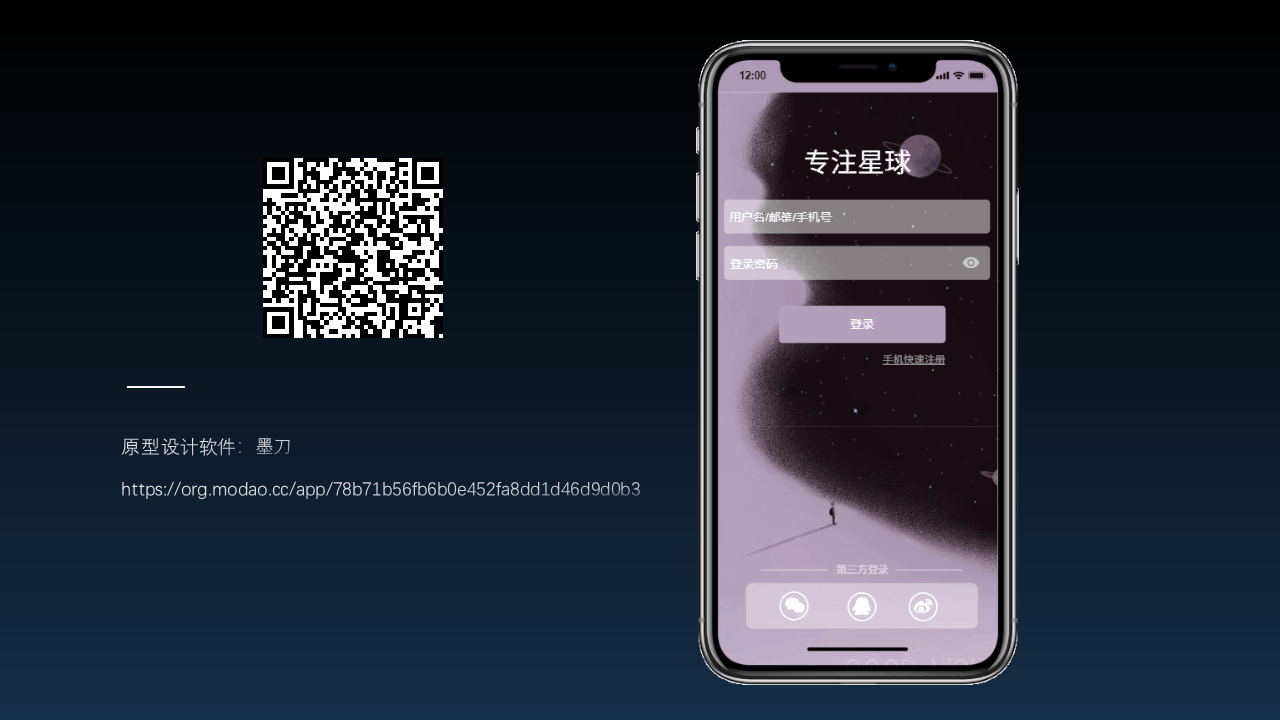 原型设计软件：墨刀
https://org.modao.cc/app/78b71b56fb6b0e452fa8dd1d46d9d0b3
12:00
专注星球
用户名/邮箱/手机号
登录密码
登录
手机快速注册
第三方登录